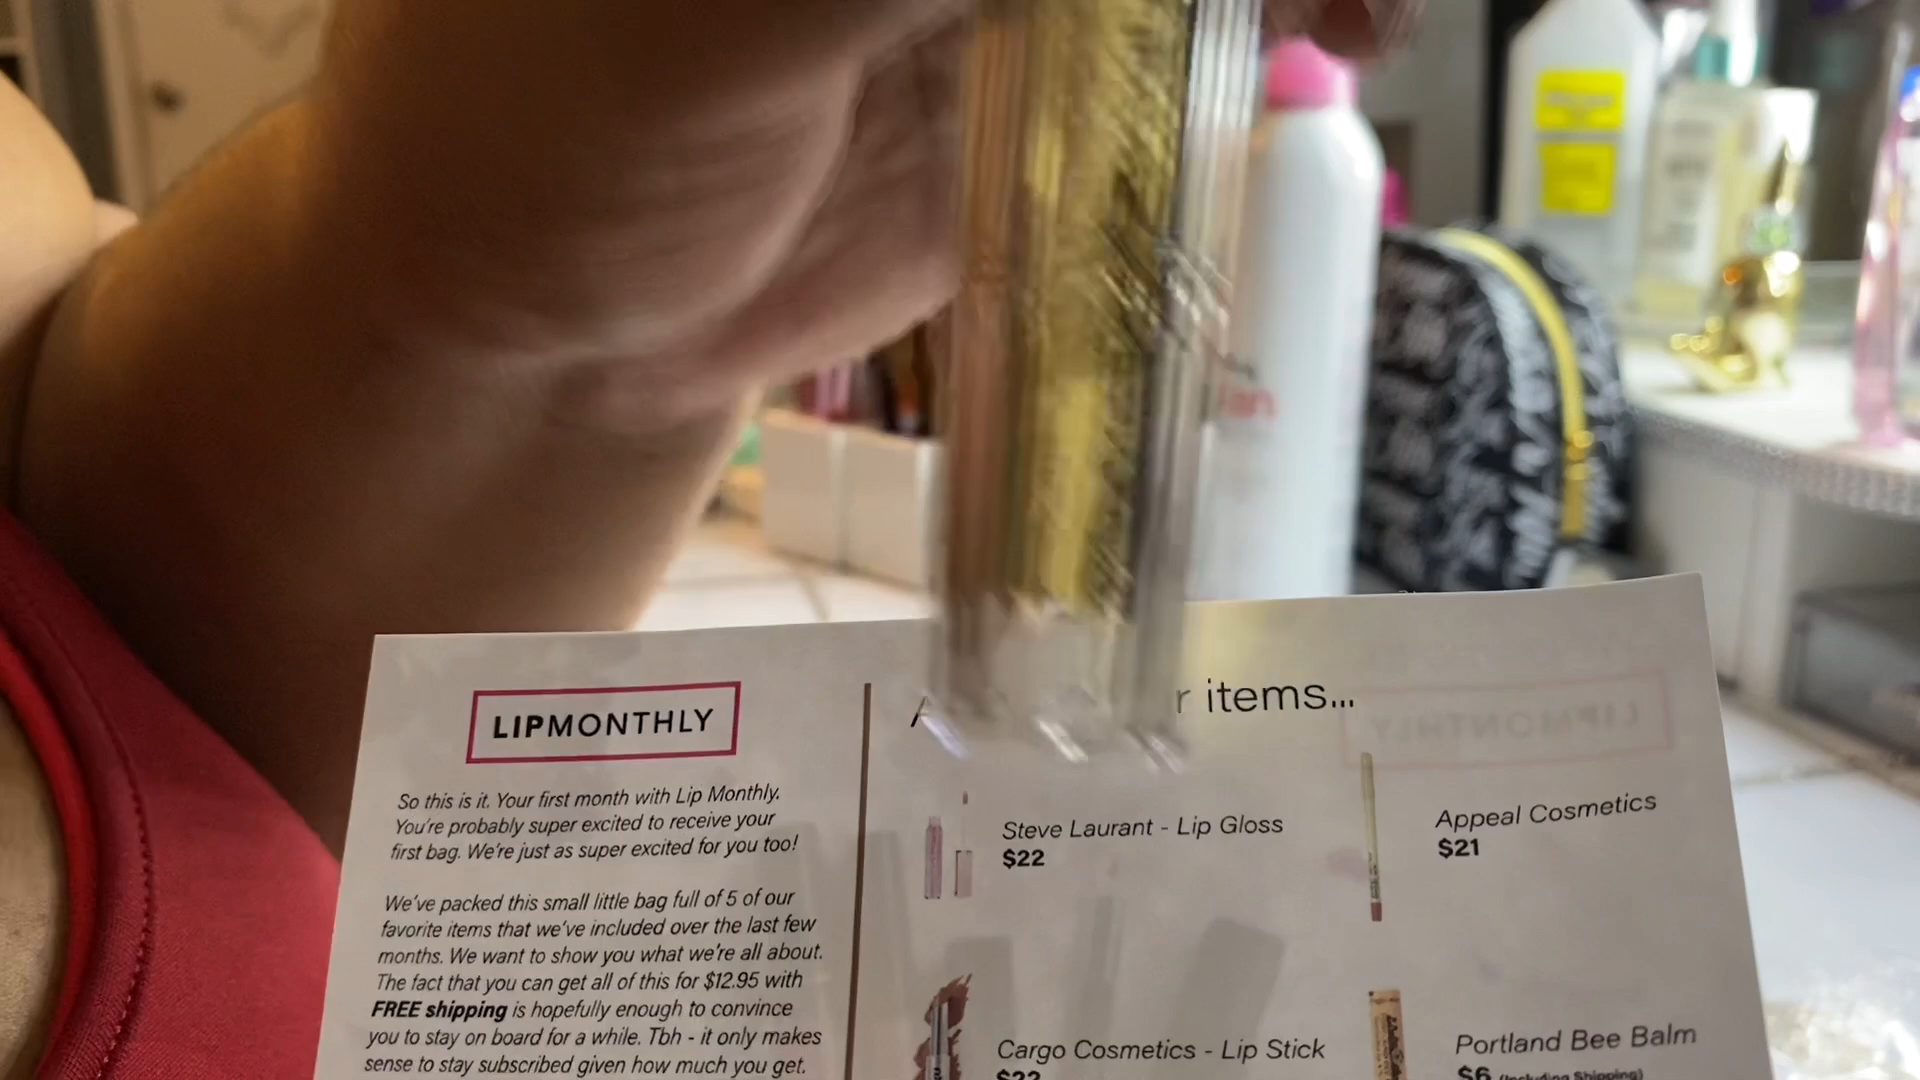 LIPMONTHLY
So this is it. Your first month with Lip Monthly.
You're probably super excited to receive your
first bag. We're just as super excited for you too!
We've packed this small little bag full of 5 of our
favorite items that we've included over the last few
months. We want to show you what we're all about.
The fact that you can get all of this for $12.95 with
FREE shipping is hopefully enough to convince
you to stay on board for a while. Tbh - it only makes
sense to stay subscribed given how much you get.
items...
Steve Laurant - Lip Gloss
$22
Cargo Cosmetics - Lip Stick
$22
Appeal Cosmetics
$21
Portland Bee Balm
$6 (Including Shipping)